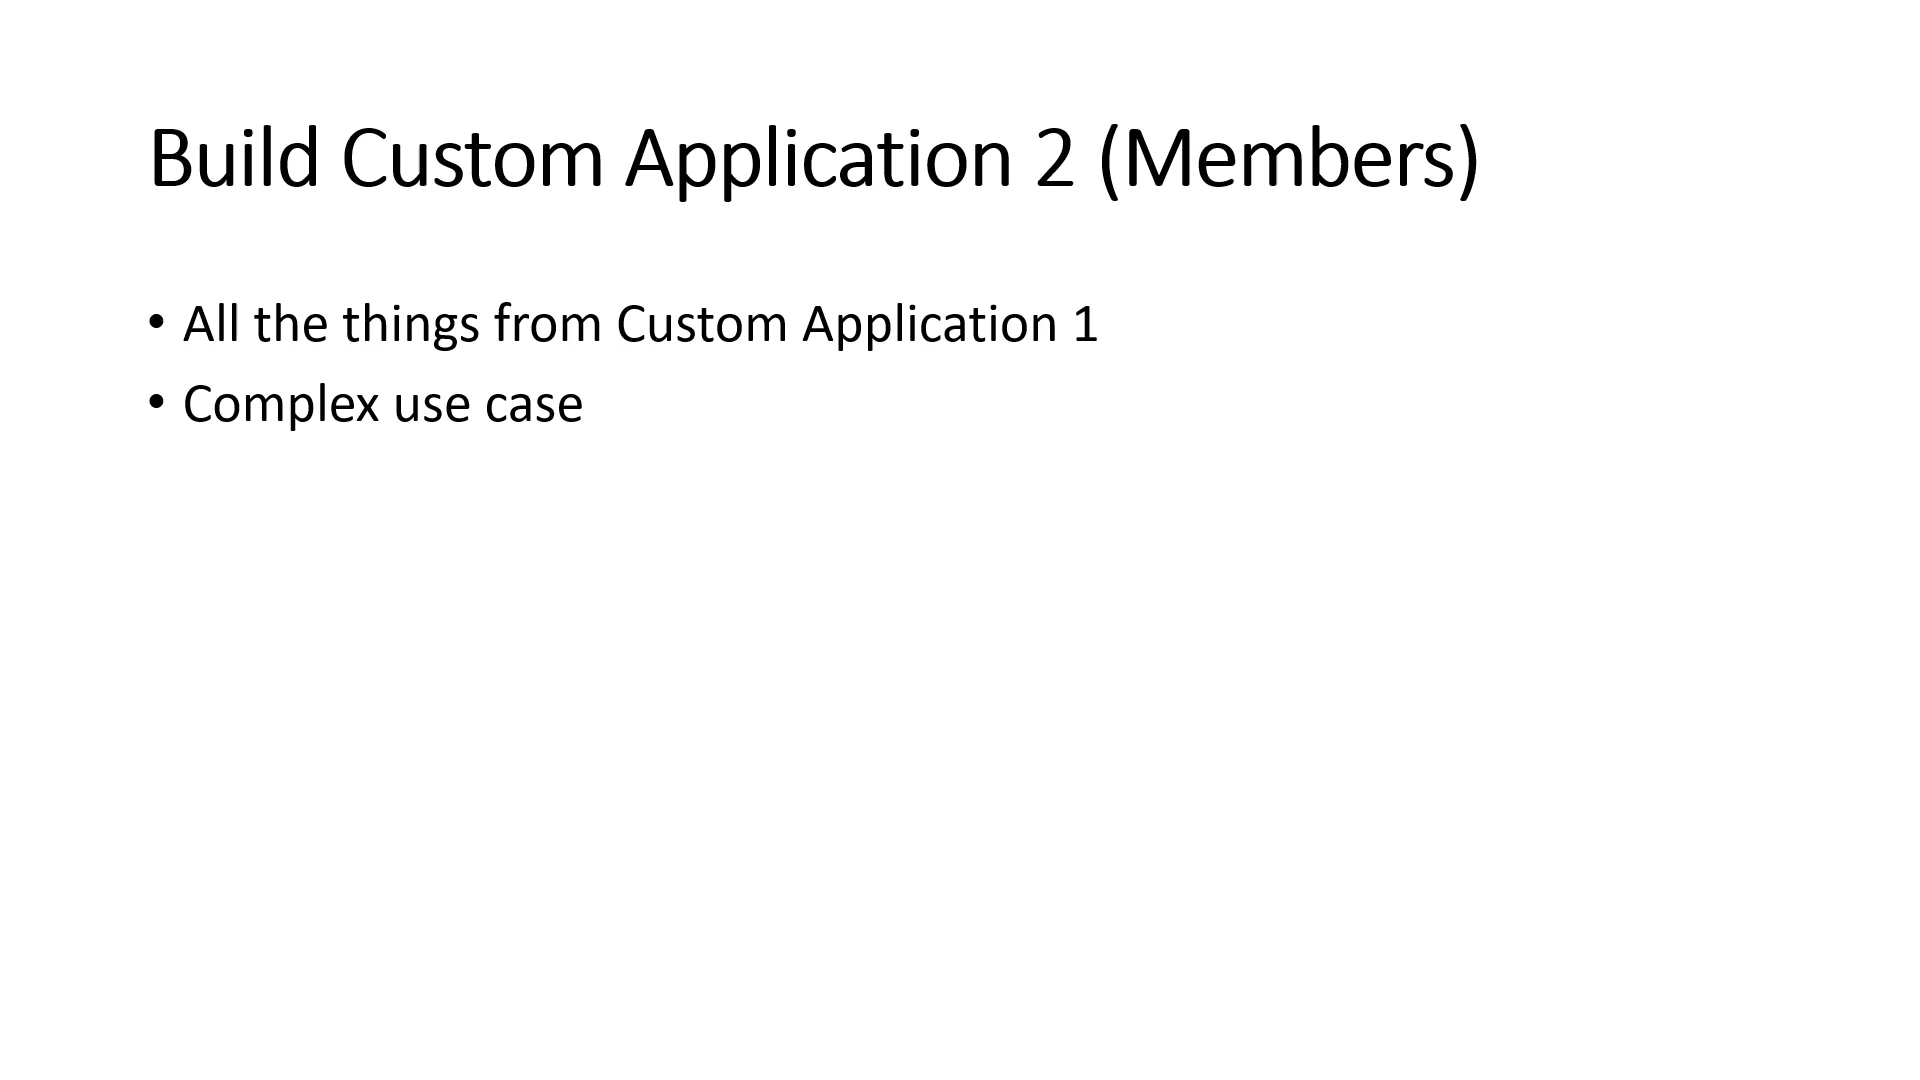 Build Custom Application 2 (Members)
• All the things from Custom Application 1
• Complex use case